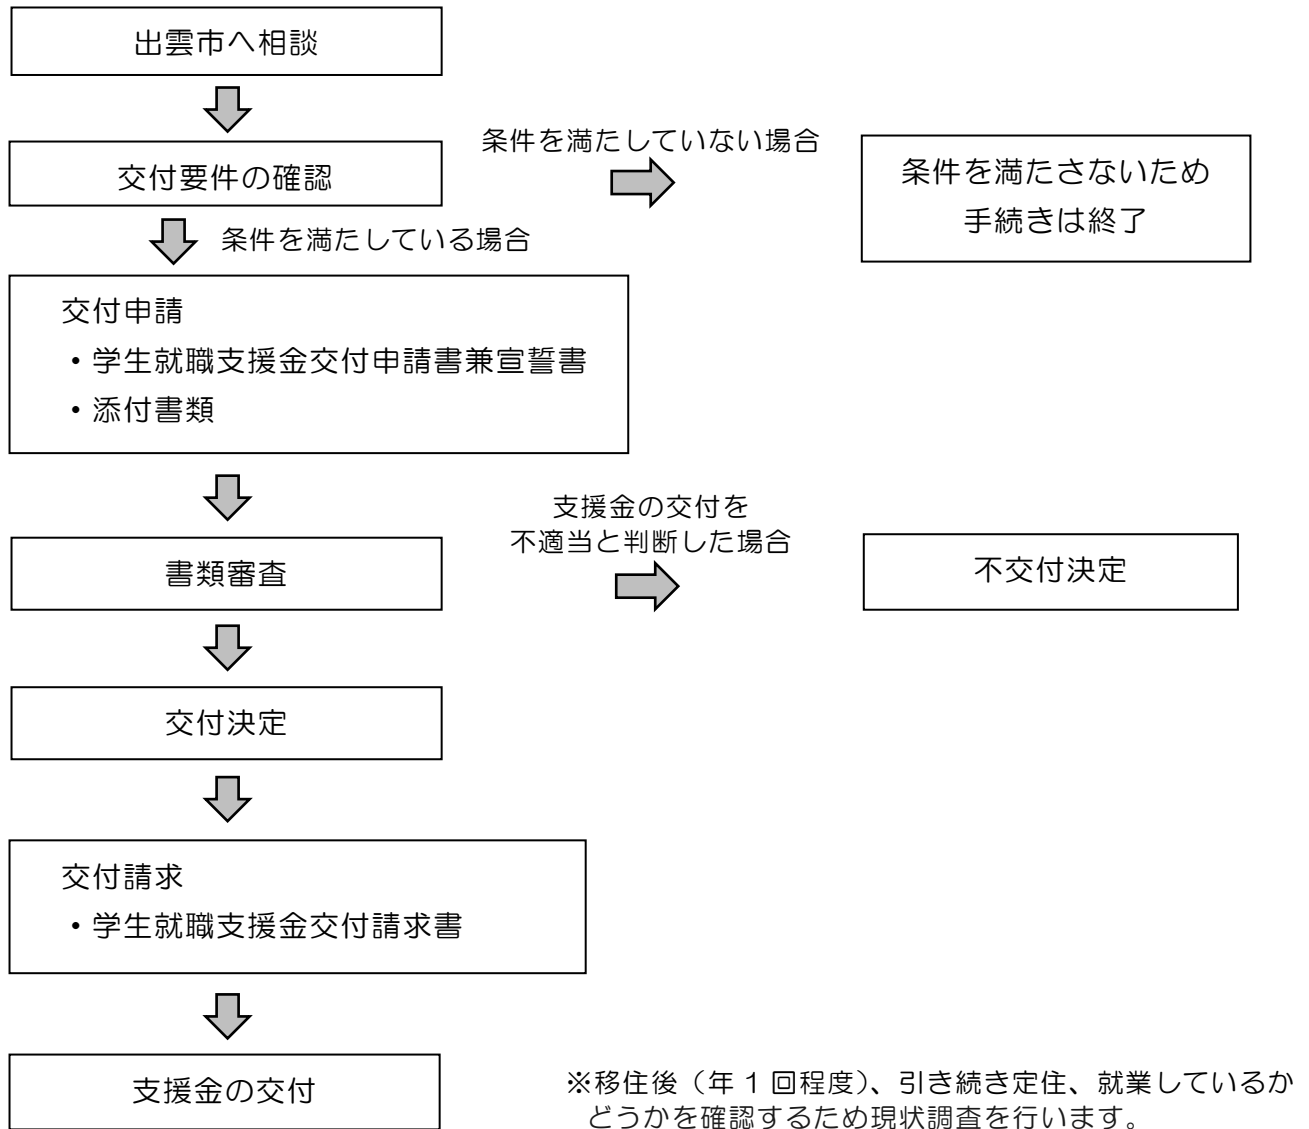 出雲市へ相談
交付要件の確認
条件を満たしていない場合
条件を満たさないため
手続きは終了
条件を満たしている場合
交付申請
・学生就職支援金交付申請書兼宣誓書
・添付書類
書類審査
支援金の交付を
不適当と判断した場合
不交付決定
交付決定
交付請求
・学生就職支援金交付請求書
支援金の交付
※移住後（年 1 回程度）、引き続き定住、就業しているか
どうかを確認するため現状調査を行います。